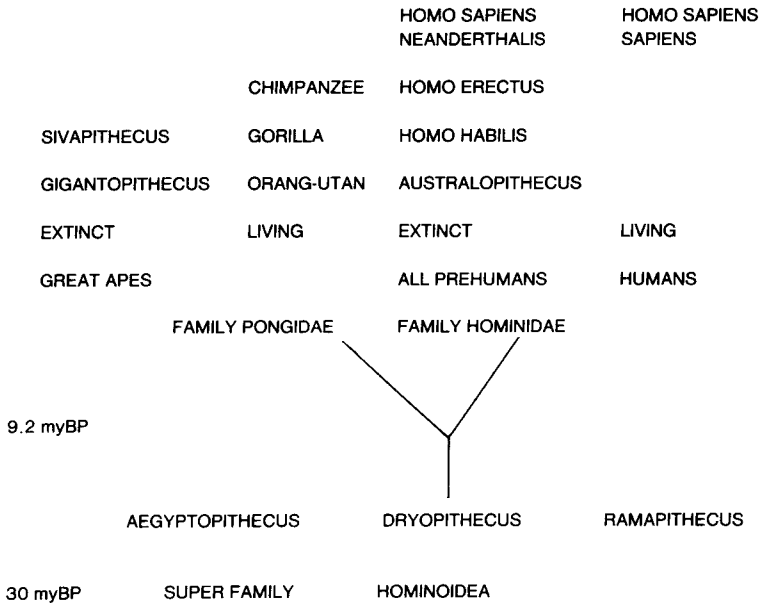 HOMO SAPIENS HOMO SAPIENS
NEANDERTHALIS SAPIENS
CHIMPANZEE HOMO ERECTUS
SIVAPITHECUS GORILLA HOMO HABILIS
GIGANTOPITHECUS ORANG-UTAN AUSTRALOPITHECUS
EXTINCT LIVING EXTINCT LIVING
GREAT APES ALL PREHUMANS HUMANS
FAMILY PONGIDAE FAMILY HOMINIDAE
9.2 myBP
AEGYPTOPITHECUS DRYOPITHECUS RAMAPITHECUS
30 myBP SUPER FAMILY HOMINOIDEA